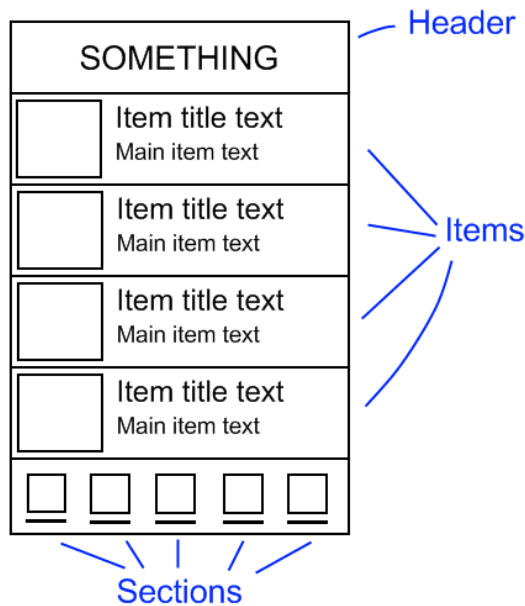 Header
SOMETHING
Item title text
Main item text
Item title text
Main item text
Items
Item title text
Main item text
Item title text
Main item text
Sections